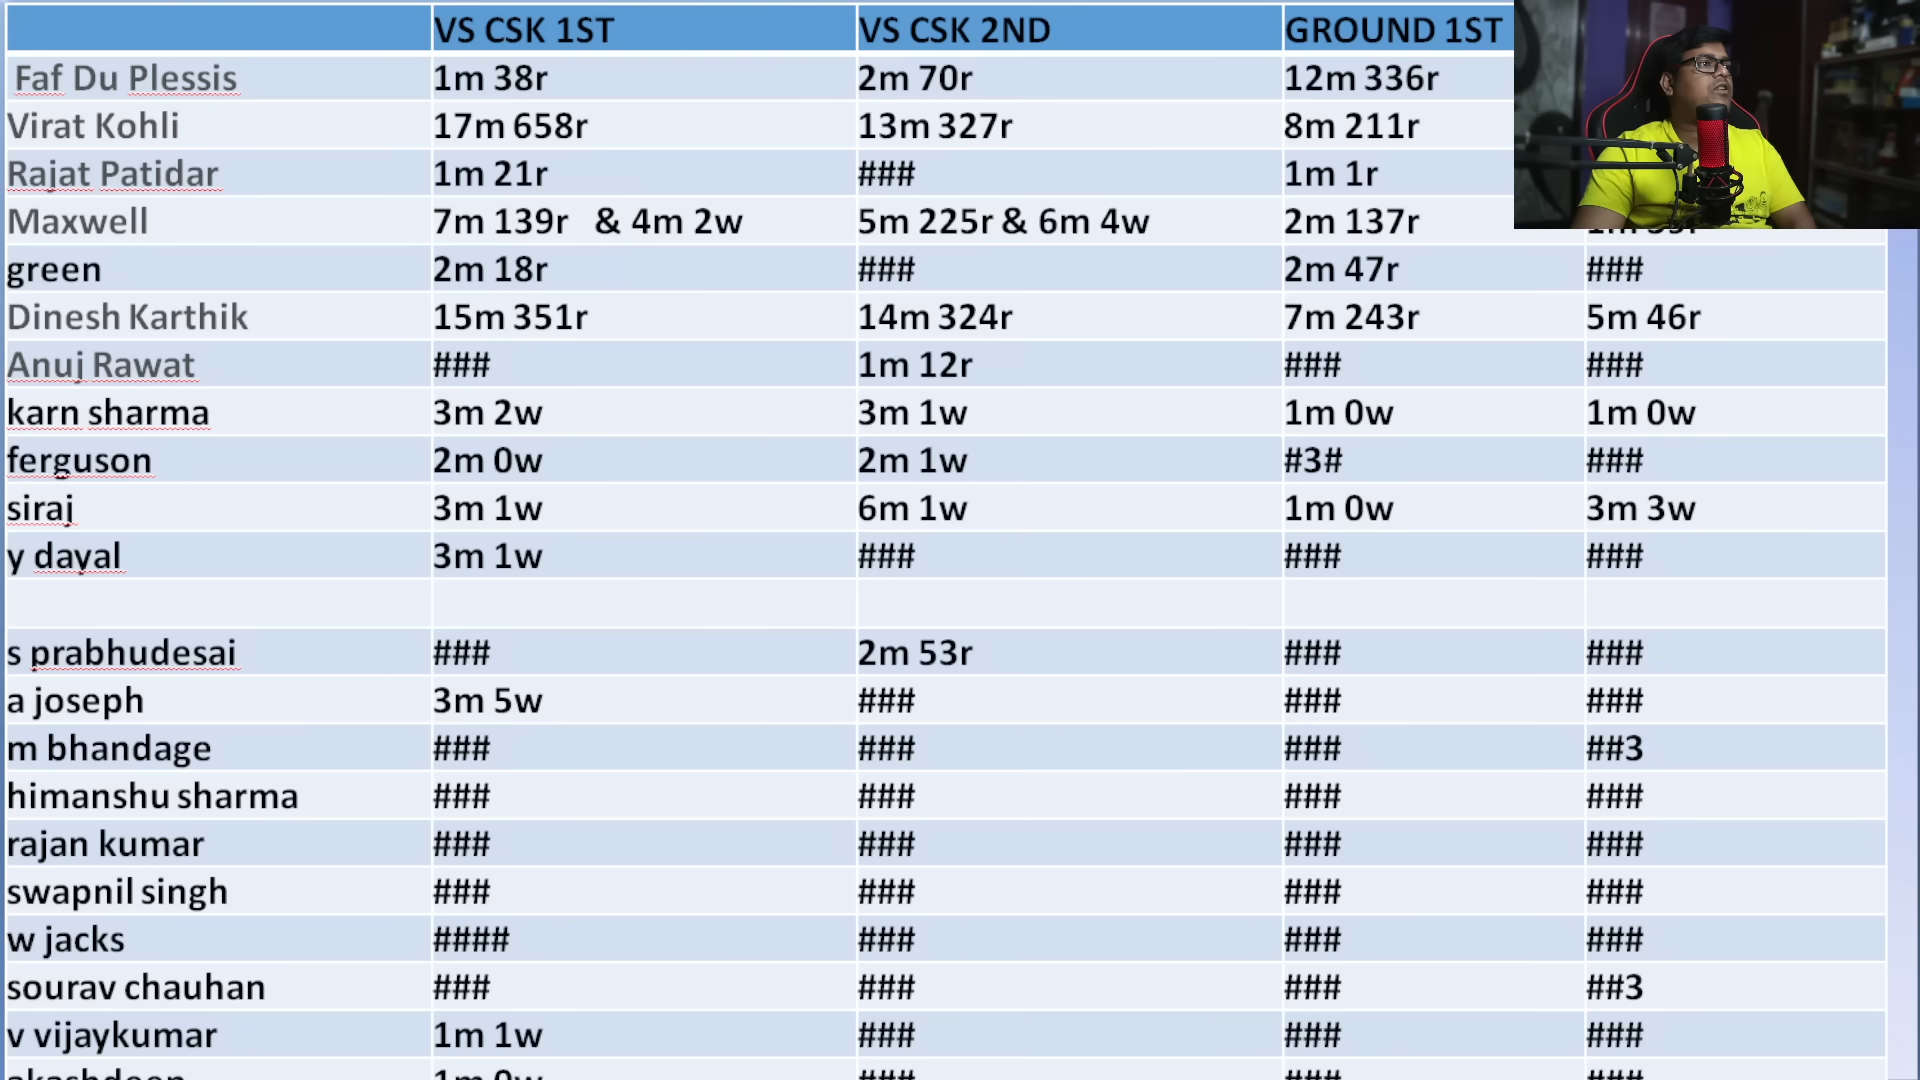 VS CSK 1ST VS CSK 2ND GROUND 1ST
Faf Du Plessis 1m 38r 2m 70r 12m 336r
Virat Kohli 17m 658r 13m 327r 8m 211r
Rajat Patidar 1m 21r ### 1m 1r
Maxwell 7m 139r & 4m 2w 5m 225r & 6m 4w 2m 137r
green 2m 18r ### 2m 47r ###
Dinesh Karthik 15m 351r 14m 324r 7m 243r 5m 46r
Anuj Rawat ### 1m 12r ### ###
karn sharma 3m 2w 3m 1w 1m 0w 1m 0w
ferguson 2m 0w 2m 1w #3# ###
siraj 3m 1w 6m 1w 1m 0w 3m 3w
y dayal 3m 1w ### ### ###
s prabhudesai ### 2m 53r ### ###
a joseph 3m 5w ### ### ###
m bhandage ### ### ### ##3
himanshu sharma ### ### ### ###
rajan kumar ### ### ### ###
swapnil singh ### ### ### ###
w jacks #### ### ### ###
sourav chauhan ### ### ### ##3
v vijaykumar 1m 1w ### ### ###